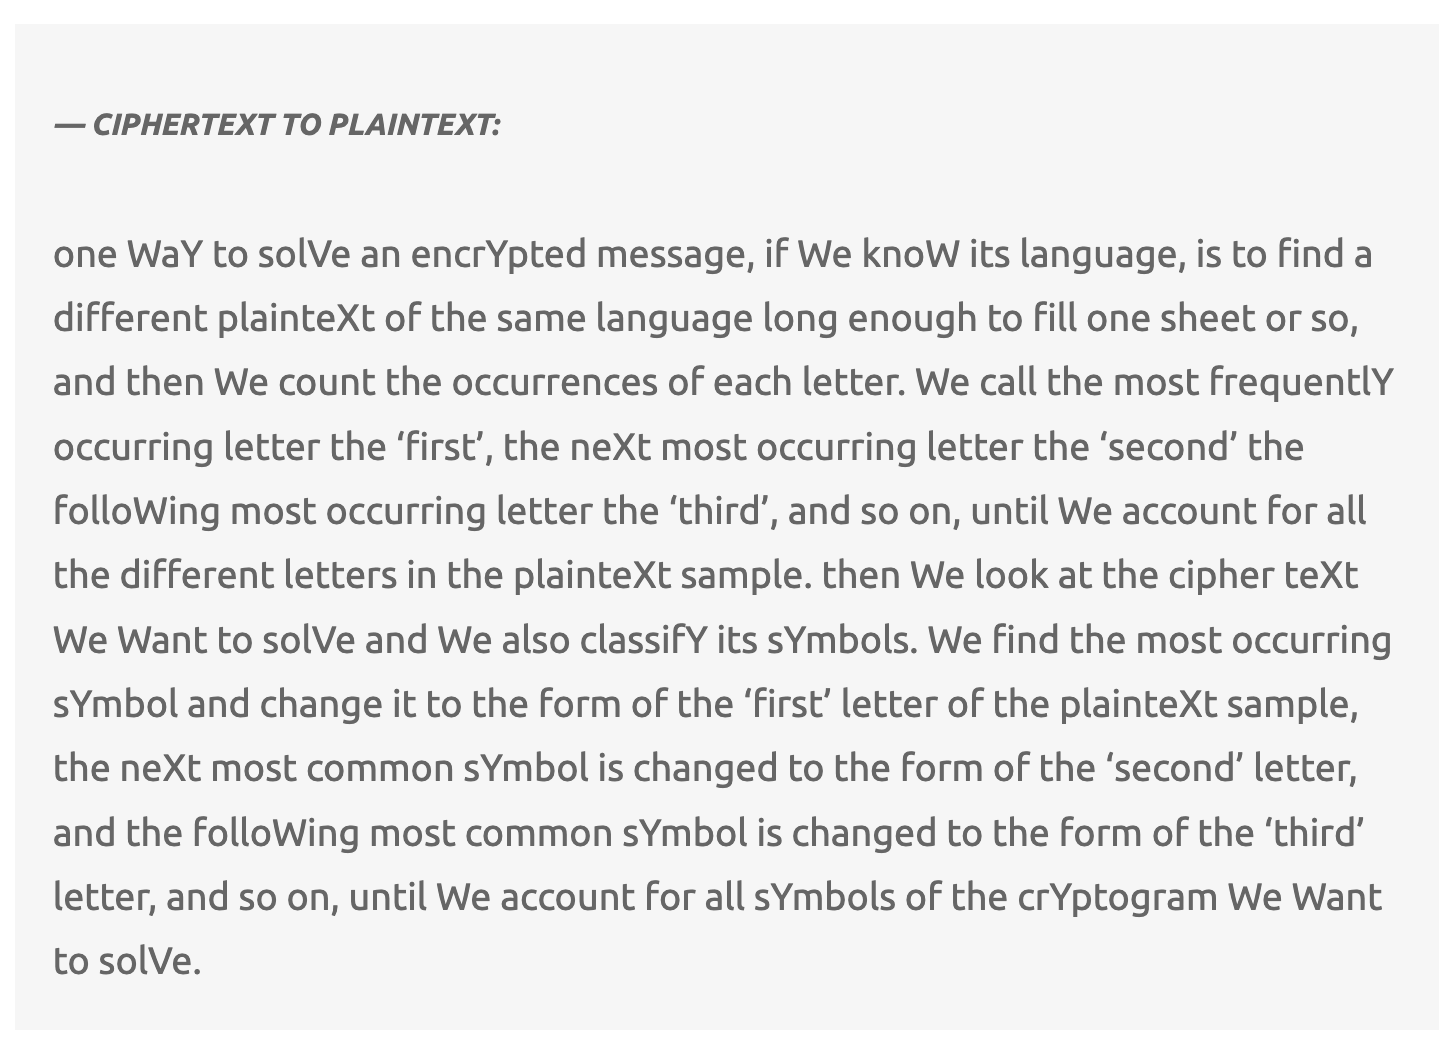 — CIPHERTEXT TO PLAINTEXT:
one WaY to solVe an encrYpted message, if We knoW its language, is to find a
different plainteXt of the same language long enough to fill one sheet or so,
and then We count the occurrences of each letter. We call the most frequentlY
occurring letter the ‘first’, the neXt most occurring letter the ‘second’ the
folloWing most occurring letter the ‘third’, and so on, until We account for all
the different letters in the plainteXt sample. then We look at the cipher teXt
We Want to solVe and We also classifY its sYmbols. We find the most occurring
sYmbol and change it to the form of the ‘first’ letter of the plainteXt sample,
the neXt most common sYmbol is changed to the form of the ‘second’ letter,
and the folloWing most common sYmbol is changed to the form of the ‘third’
letter, and so on, until We account for all sYmbols of the crYptogram We Want
to solVe.